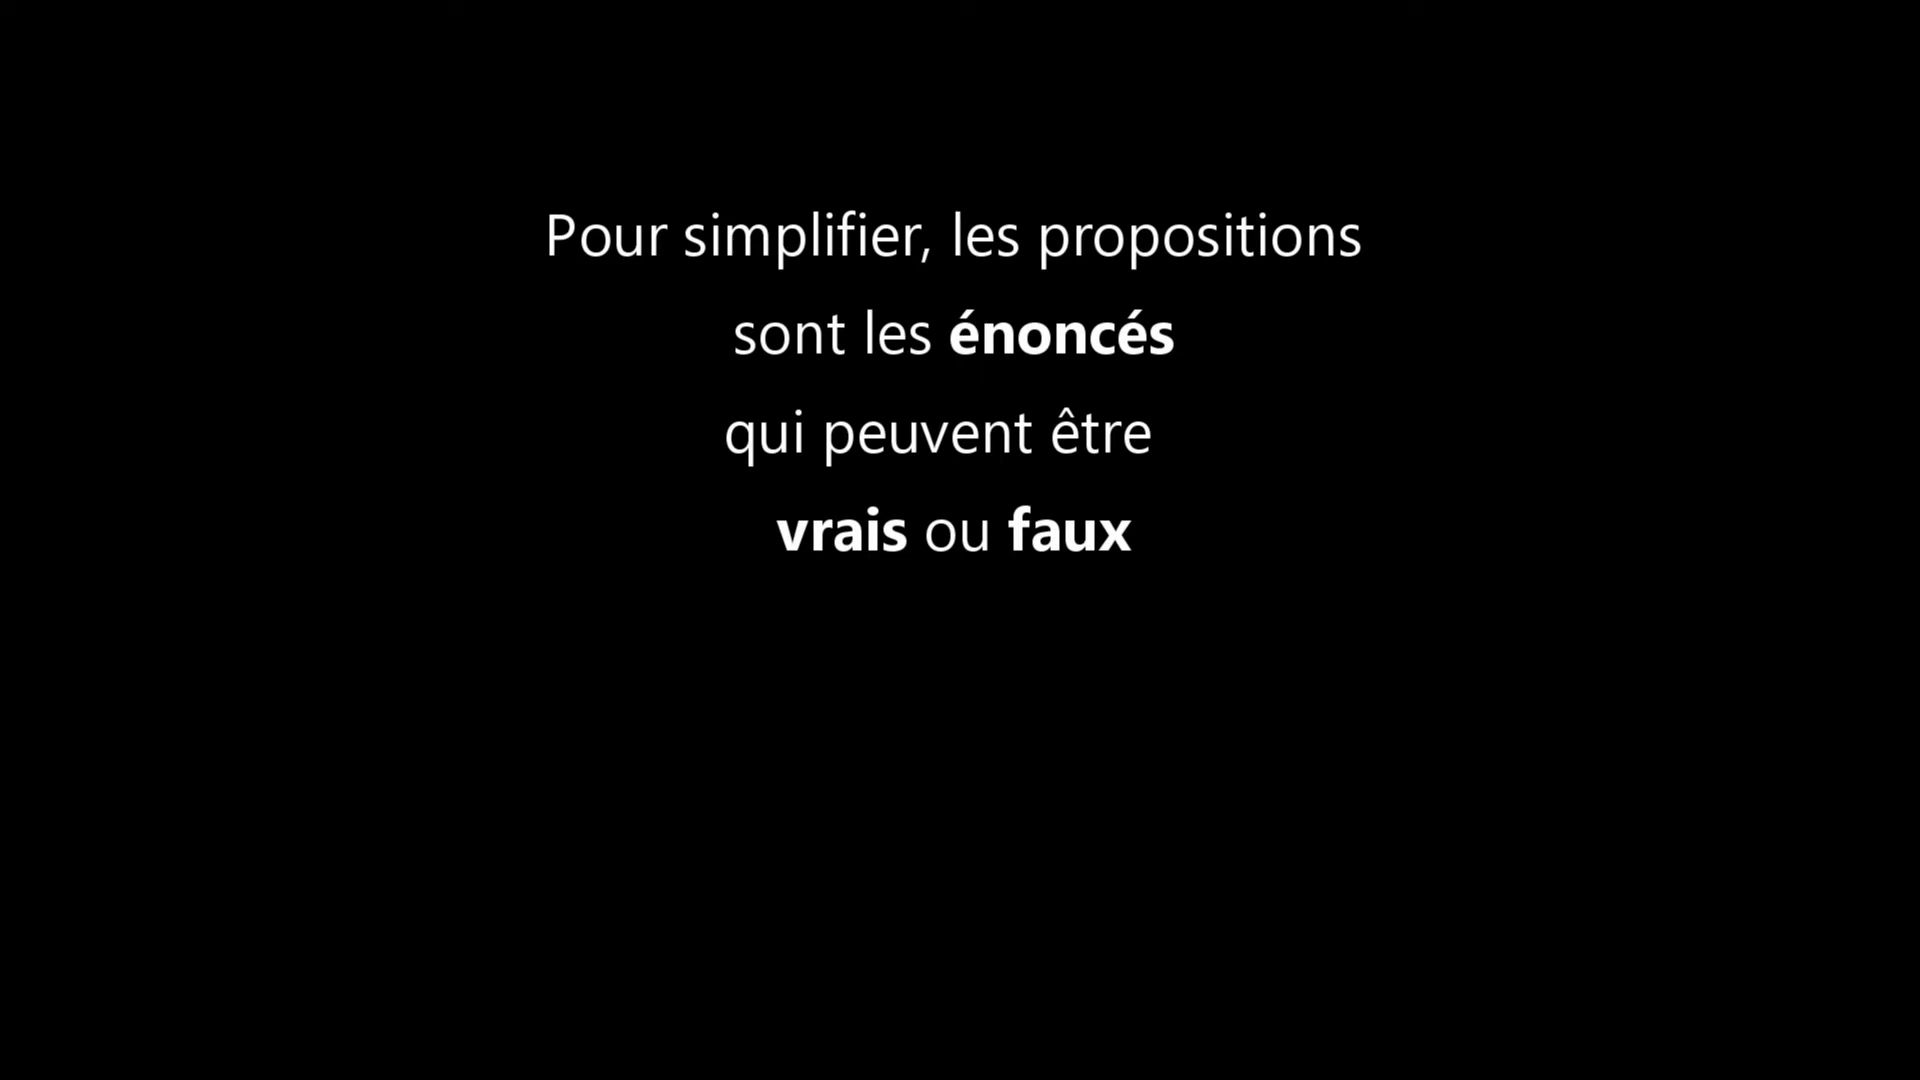 Pour simplifier, les propositions
sont les énoncés
qui peuvent être
vrais ou faux